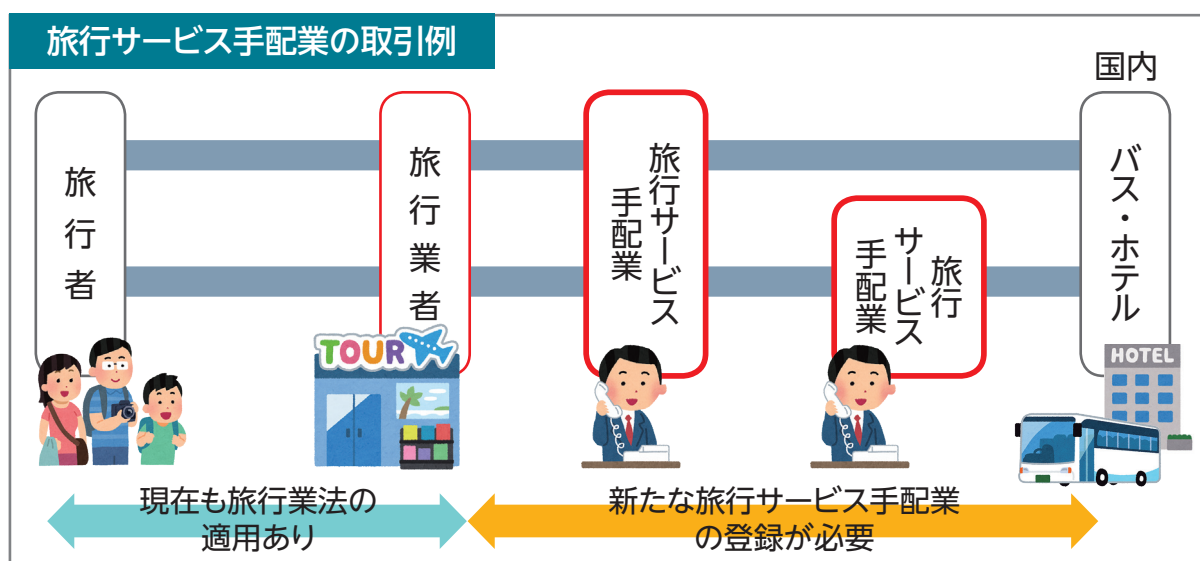 旅行サービス手配業の取引例
国内
旅行者
旅行業者
旅行サービス
手配業
旅行
サービス
手配業
バス・ホテル
TOUR
HOTEL
現在も旅行業法の
適用あり
新たな旅行サービス手配業
の登録が必要